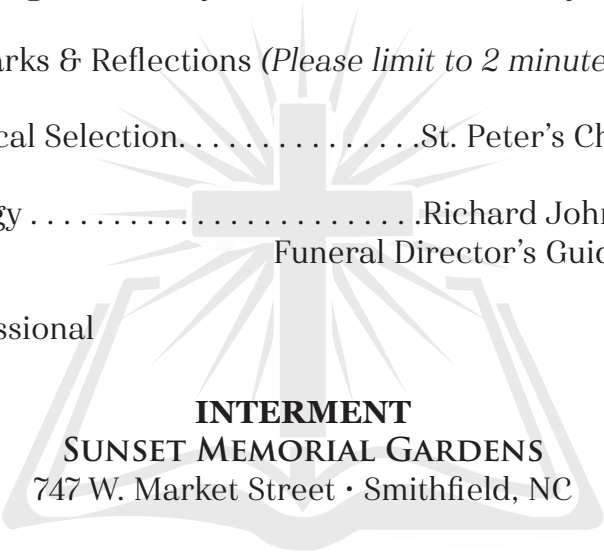 arks & Reflections (Please limit to 2 minute
cal Selection. . . . . . . . . . . . . . .St. Peter's Ch
gy . . . . . . . . . . . . . . . . . . . . . . . . .Richard John
Funeral Director's Guid
ssional
INTERMENT
SUNSET MEMORIAL GARDENS
747 W. Market Street • Smithfield, NC